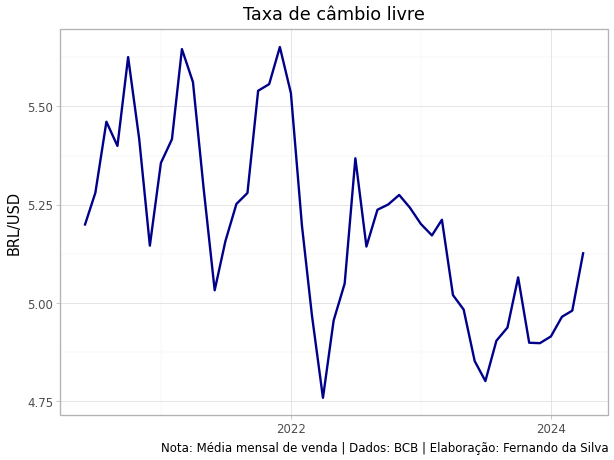 Taxa de câmbio livre
BRL/USD
5.50
5.25
5.00
4.75
2022
2024
Nota: Média mensal de venda | Dados: BCB | Elaboração: Fernando da Silva